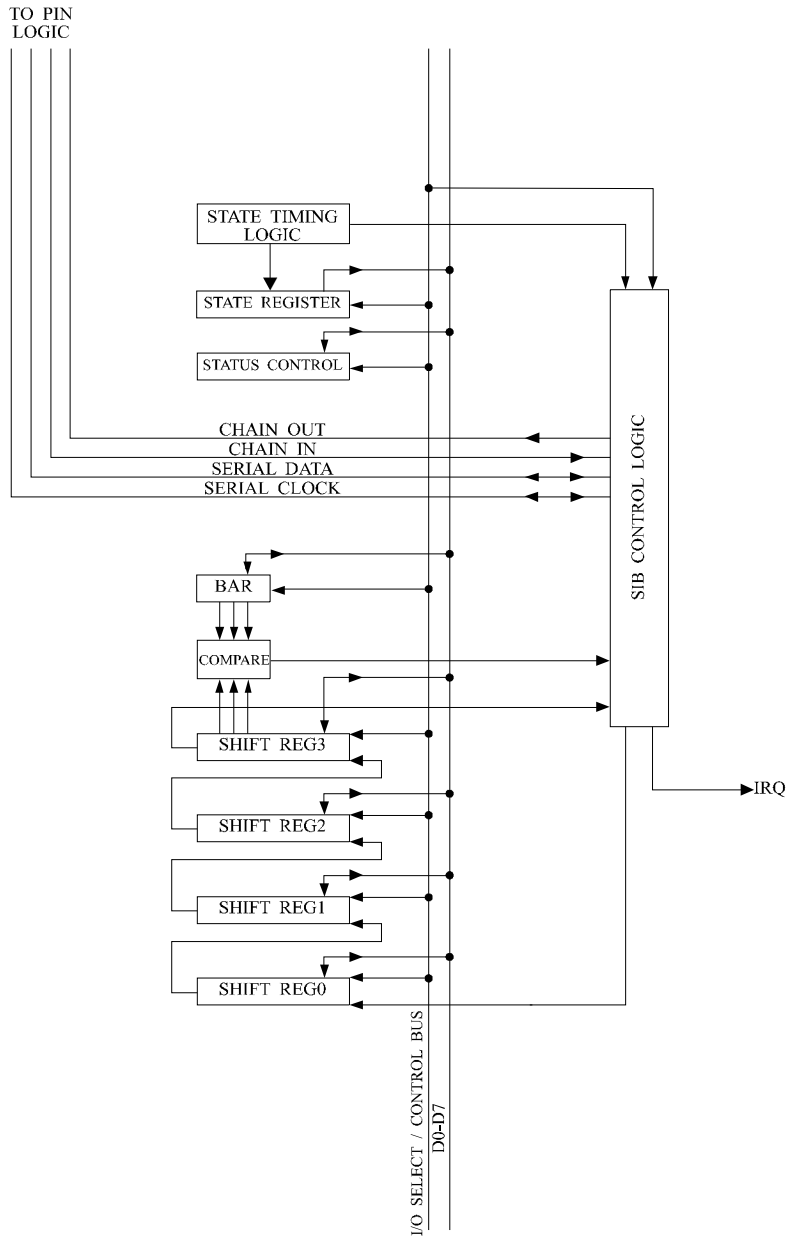 TO PIN
LOGIC
STATE TIMING
LOGIC
STATE REGISTER
STATUS CONTROL
CHAIN OUT
CHAIN IN
SERIAL DATA
SERIAL CLOCK
SIB CONTROL LOGIC
BAR
COMPARE
SHIFT REG3
IRQ
SHIFT REG2
SHIFT REG1
SHIFT REG0
I/O SELECT / CONTROL BUS
D0-D7